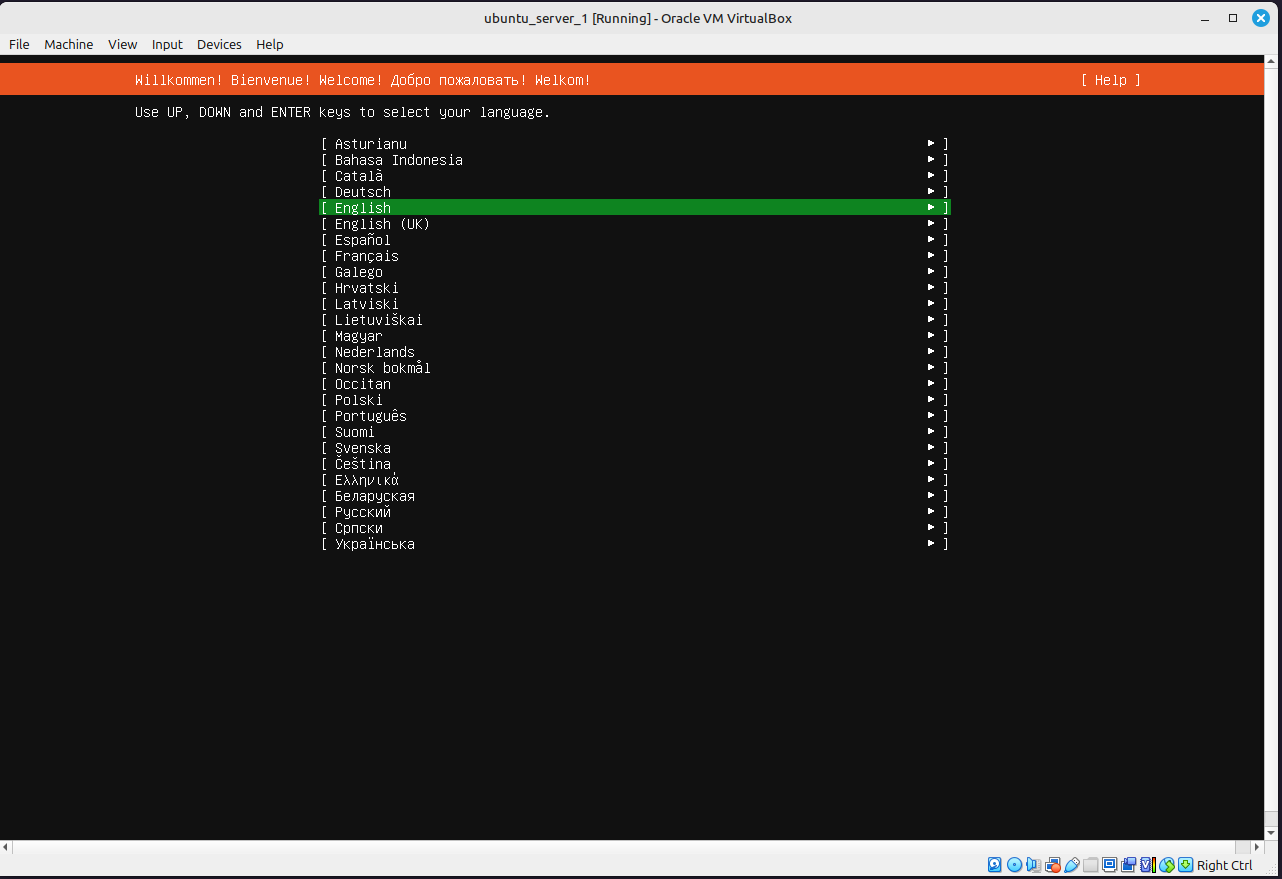 ubuntu_server_1 [Running] - Oracle VM VirtualBox
File Machine View Input Devices Help
Willkommen! Bienvenue! Welcome! Добро пожаловать! Welkom! [ Help ]
Use UP, DOWN and ENTER keys to select your language.
[ Asturianu ► ]
[ Bahasa Indonesia ► ]
[ Català ► ]
[ Deutsch ► ]
[ English ► ]
[ English (UK) ► ]
[ Español ► ]
[ Français ► ]
[ Galego ► ]
[ Hrvatski ► ]
[ Latviski ► ]
[ Lietuviškai ► ]
[ Magyar ► ]
[ Nederlands ► ]
[ Norsk bokmål ► ]
[ Occitan ► ]
[ Polski ► ]
[ Português ► ]
[ Suomi ► ]
[ Svenska ► ]
[ Čeština ► ]
[ Ελληνικά ► ]
[ Беларуская ► ]
[ Русский ► ]
[ Српски ► ]
[ Українська ► ]
Right Ctrl